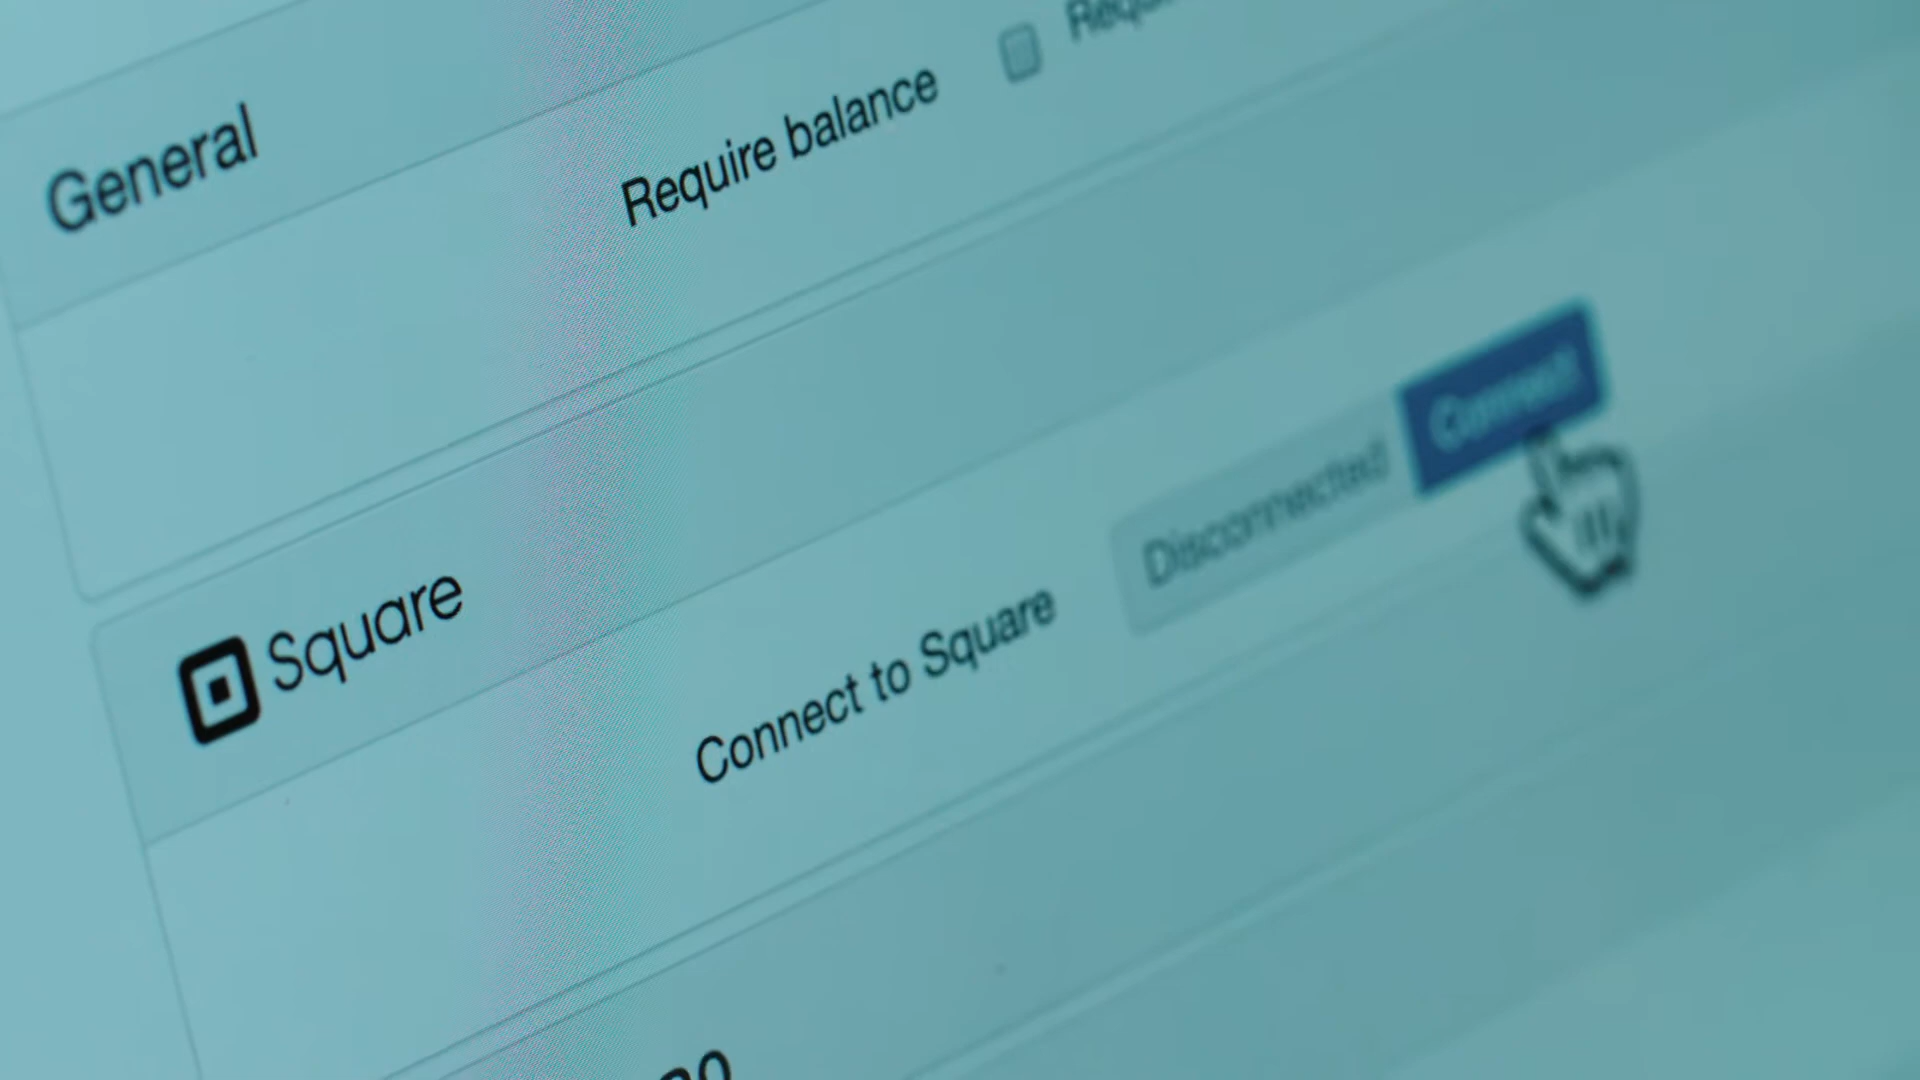 General
Require balance
Square
Connect to Square
Disconnected
Connect